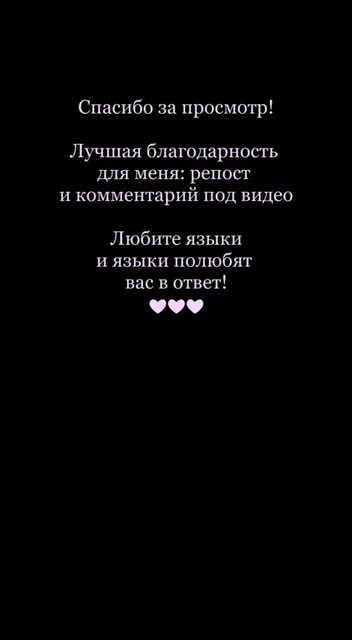 Спасибо за просмотр!
Лучшая благодарность
для меня: репост
и комментарий под видео
Любите языки
и языки полюбят
вас в ответ!